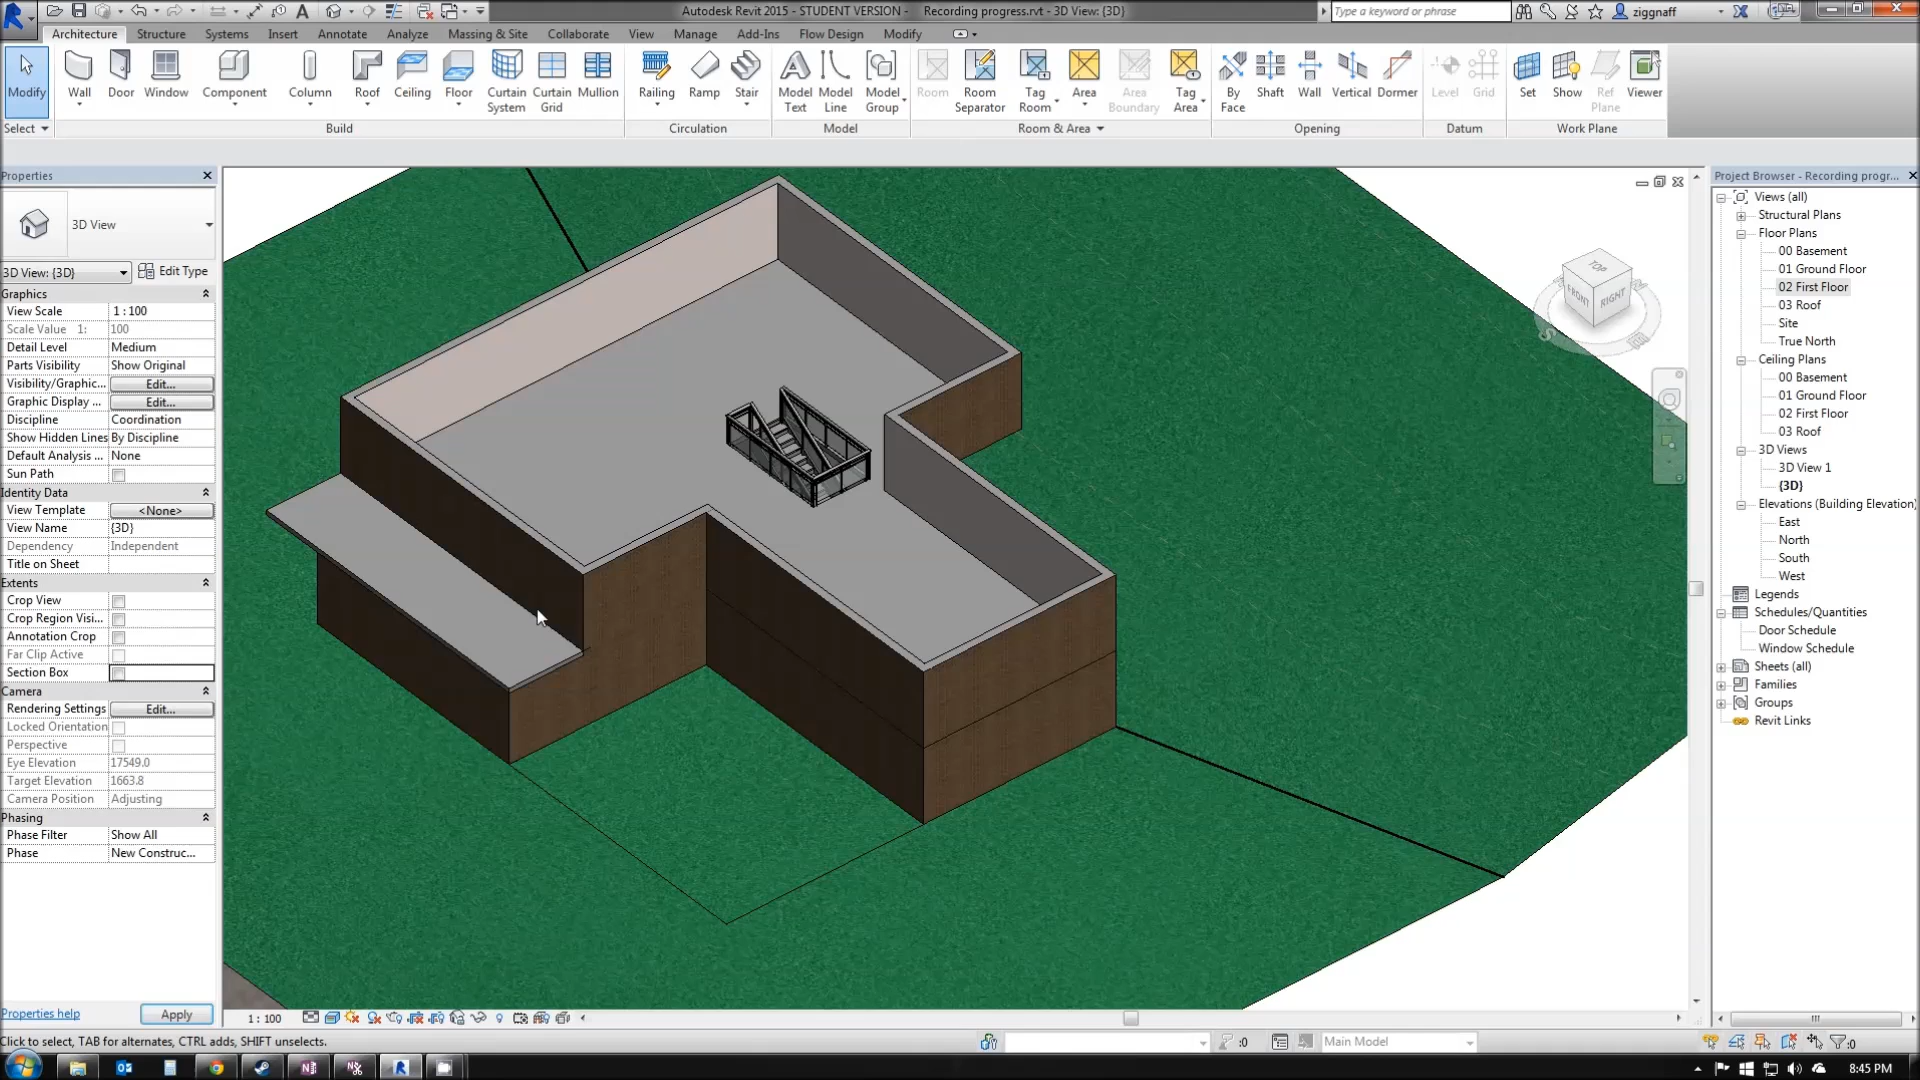 Autodesk Revit 2015 - STUDENT VERSION - Recording progress.rvt - 3D View: {3D}
Type a keyword or phrase
ziggnaff
Architecture Structure Systems Insert Annotate Analyze Massing & Site Collaborate View Manage Add-Ins Flow Design Modify
Modify Wall Door Window Component Column Roof Ceiling Floor Curtain System Curtain Grid Mullion Railing Ramp Stair Model Text Model Line Model Group Room Room Separator Tag Room Area Area Boundary Tag Area By Face Shaft Wall Vertical Dormer Level Grid Set Show Ref Plane Viewer
Select Build Circulation Model Room & Area Opening Datum Work Plane
Properties
3D View
3D View: {3D} Edit Type
Graphics
View Scale 1 : 100
Scale Value 1: 100
Detail Level Medium
Parts Visibility Show Original
Visibility/Graphic... Edit...
Graphic Display ... Edit...
Discipline Coordination
Show Hidden Lines By Discipline
Default Analysis ... None
Sun Path
Identity Data
View Template <None>
View Name {3D}
Dependency Independent
Title on Sheet
Extents
Crop View
Crop Region Visi...
Annotation Crop
Far Clip Active
Section Box
Camera
Rendering Settings Edit...
Locked Orientation
Perspective
Eye Elevation 17549.0
Target Elevation 1663.8
Camera Position Adjusting
Phasing
Phase Filter Show All
Phase New Construc...
Properties help Apply
TOP
FRONT RIGHT
S
Project Browser - Recording progr...
Views (all)
Structural Plans
Floor Plans
00 Basement
01 Ground Floor
02 First Floor
03 Roof
Site
True North
Ceiling Plans
00 Basement
01 Ground Floor
02 First Floor
03 Roof
3D Views
3D View 1
{3D}
Elevations (Building Elevation)
East
North
South
West
Legends
Schedules/Quantities
Door Schedule
Window Schedule
Sheets (all)
Families
Groups
Revit Links
1 : 100
Click to select, TAB for alternates, CTRL adds, SHIFT unselects.
:0
Main Model
:0
8:45 PM